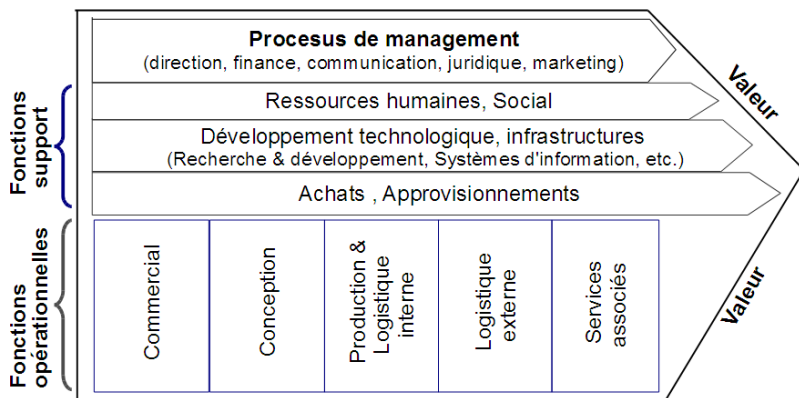 Procesus de management
(direction, finance, communication, juridique, marketing)
Valeur
Fonctions
support
Ressources humaines, Social
Développement technologique, infrastructures
(Recherche & développement, Systèmes d'information, etc.)
Achats , Approvisionnements
Fonctions
opérationnelles
Commercial
Conception
Production &
Logistique
interne
Logistique
externe
Services
associés
Valeur